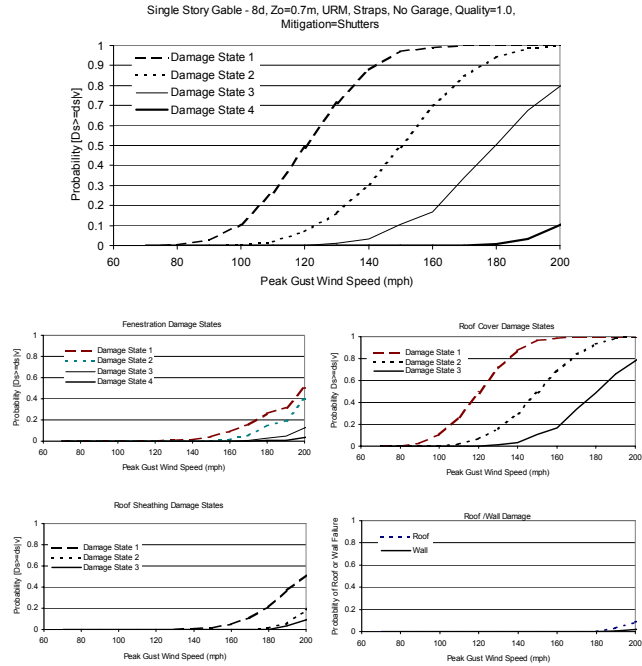 Single Story Gable - 8d, Zo=0.7m, URM, Straps, No Garage, Quality=1.0,
Mitigation=Shutters
Probability [Ds>=ds|v]
1
0.9
0.8
0.7
0.6
0.5
0.4
0.3
0.2
0.1
0
Damage State 1
Damage State 2
Damage State 3
Damage State 4
60 80 100 120 140 160 180 200
Peak Gust Wind Speed (mph)
Fenestration Damage States
Probability [Ds>=ds|v]
1
0.8
0.6
0.4
0.2
0
Damage State 1
Damage State 2
Damage State 3
Damage State 4
60 80 100 120 140 160 180 200
Peak Gust Wind Speed (mph)
Roof Cover Damage States
Probability Ds>=ds|v]
1
0.8
0.6
0.4
0.2
0
Damage State 1
Damage State 2
Damage State 3
60 80 100 120 140 160 180 200
Peak Gust Wind Speed (mph)
Roof Sheathing Damage States
Probability [Ds>=ds|v]
1
0.8
0.6
0.4
0.2
0
Damage State 1
Damage State 2
Damage State 3
60 80 100 120 140 160 180 200
Peak Gust Wind Speed (mph)
Roof /Wall Damage
Probability of Roof or Wall Failure
1
0.8
0.6
0.4
0.2
0
Roof
Wall
60 80 100 120 140 160 180 200
Peak Gust Wind Speed (mph)